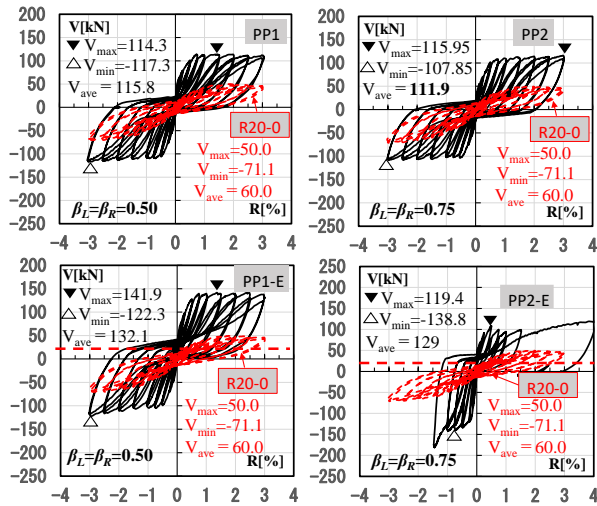 V[kN]
PP1
▼ Vmax=114.3
△ Vmin=-117.3
Vave = 115.8
R20-0
Vmax=50.0
Vmin=-71.1
Vave = 60.0
βL=βR=0.50
R[%]
200
150
100
50
0
-50
-100
-150
-200
-250
-4 -3 -2 -1 0 1 2 3 4
V[kN]
PP2
▼ Vmax=115.95
△ Vmin=-107.85
Vave = 111.9
R20-0
Vmax=50.0
Vmin=-71.1
Vave = 60.0
βL=βR=0.75
R[%]
200
150
100
50
0
-50
-100
-150
-200
-250
-4 -3 -2 -1 0 1 2 3 4
V[kN]
PP1-E
▼ Vmax=141.9
△ Vmin=-122.3
Vave = 132.1
R20-0
Vmax=50.0
Vmin=-71.1
Vave = 60.0
βL=βR=0.50
R[%]
200
150
100
50
0
-50
-100
-150
-200
-250
-4 -3 -2 -1 0 1 2 3 4
V[kN]
PP2-E
▼ Vmax=119.4
△ Vmin=-138.8
Vave = 129
R20-0
Vmax=50.0
Vmin=-71.1
Vave = 60.0
βL=βR=0.75
R[%]
350
300
250
200
150
100
50
0
50
100
150
200
250
-4 -3 -2 -1 0 1 2 3 4